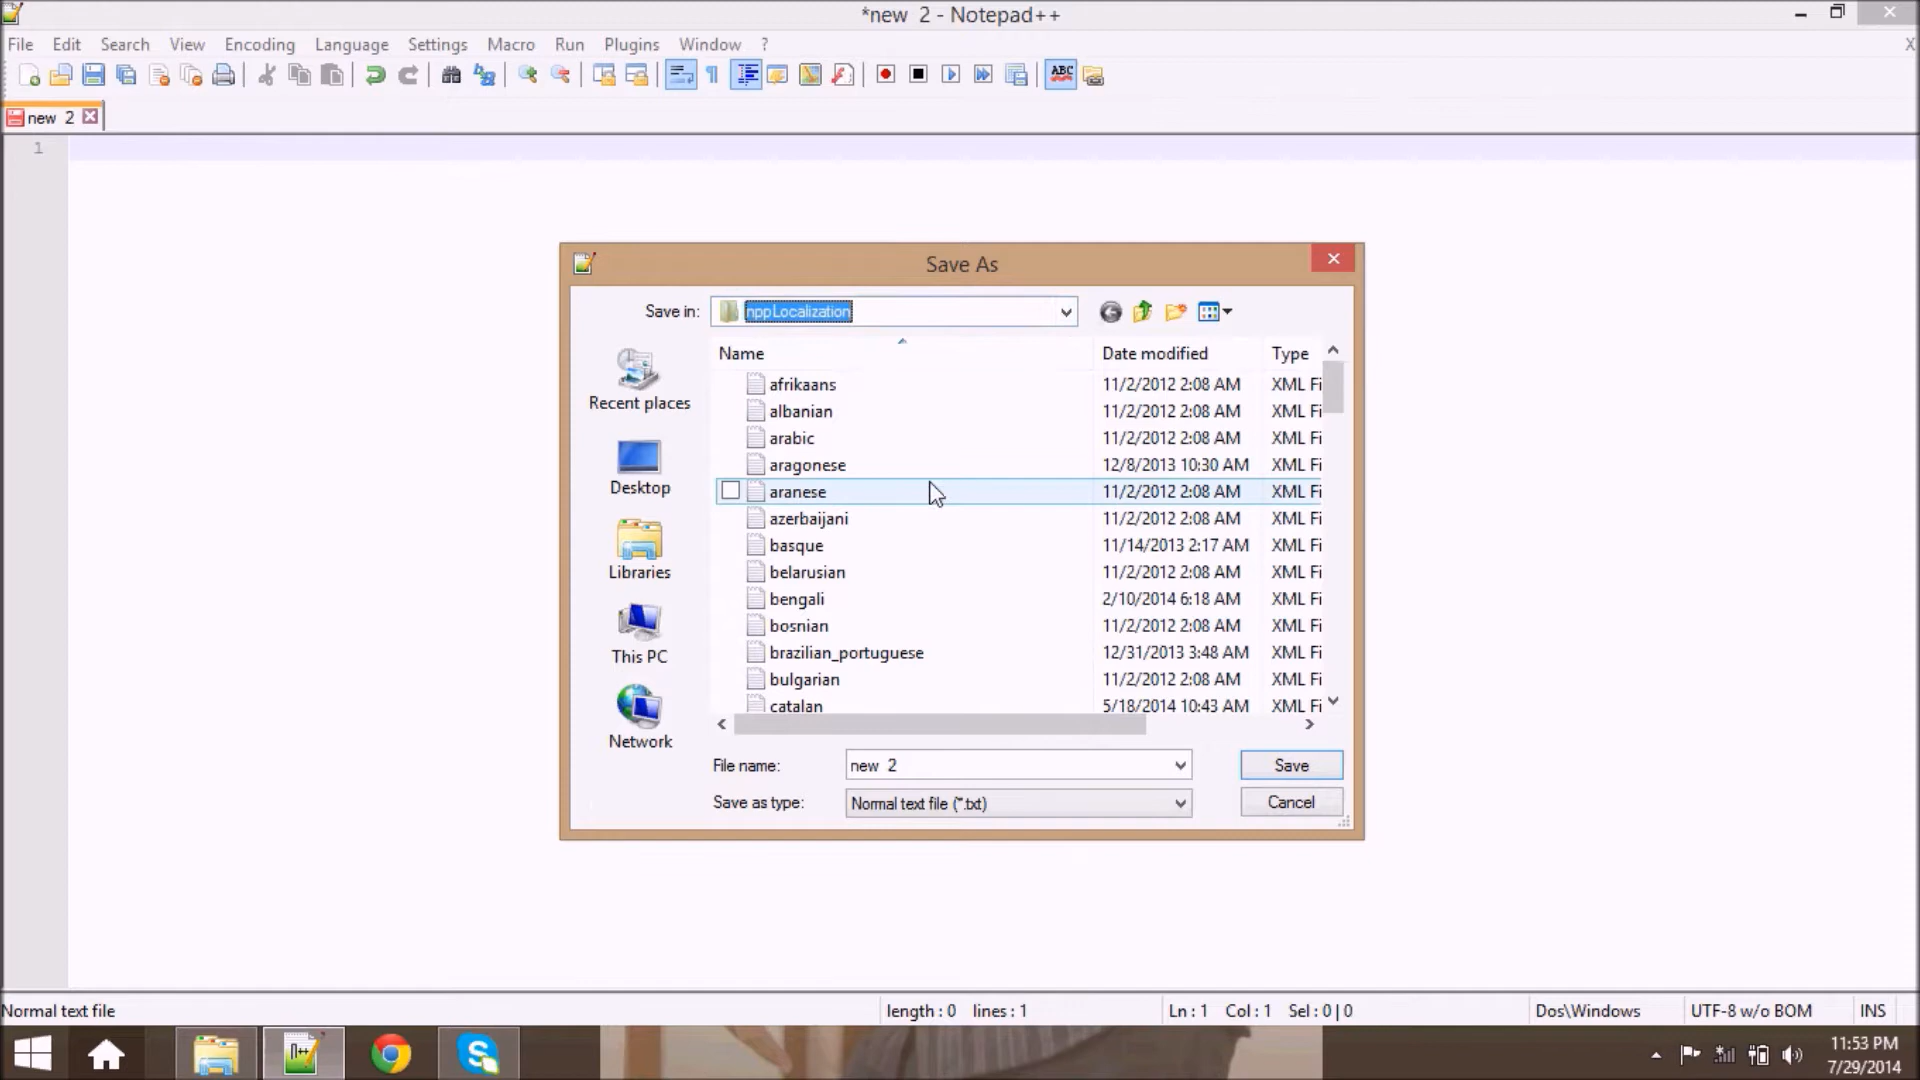 *new  2 - Notepad++
File Edit Search View Encoding Language Settings Macro Run Plugins Window ? X
ABC
new  2
1
Save As
Save in: nppLocalization
Recent places
Desktop
Libraries
This PC
Network
Name Date modified Type
afrikaans 11/2/2012 2:08 AM XML Fi
albanian 11/2/2012 2:08 AM XML Fi
arabic 11/2/2012 2:08 AM XML Fi
aragonese 12/8/2013 10:30 AM XML Fi
aranese 11/2/2012 2:08 AM XML Fi
azerbaijani 11/2/2012 2:08 AM XML Fi
basque 11/14/2013 2:17 AM XML Fi
belarusian 11/2/2012 2:08 AM XML Fi
bengali 2/10/2014 6:18 AM XML Fi
bosnian 11/2/2012 2:08 AM XML Fi
brazilian_portuguese 12/31/2013 3:48 AM XML Fi
bulgarian 11/2/2012 2:08 AM XML Fi
catalan 5/18/2014 10:43 AM XML Fi
File name: new  2 Save
Save as type: Normal text file (*.txt) Cancel
Normal text file length : 0 lines : 1 Ln : 1 Col : 1 Sel : 0 | 0 Dos\Windows UTF-8 w/o BOM INS
11:53 PM
7/29/2014